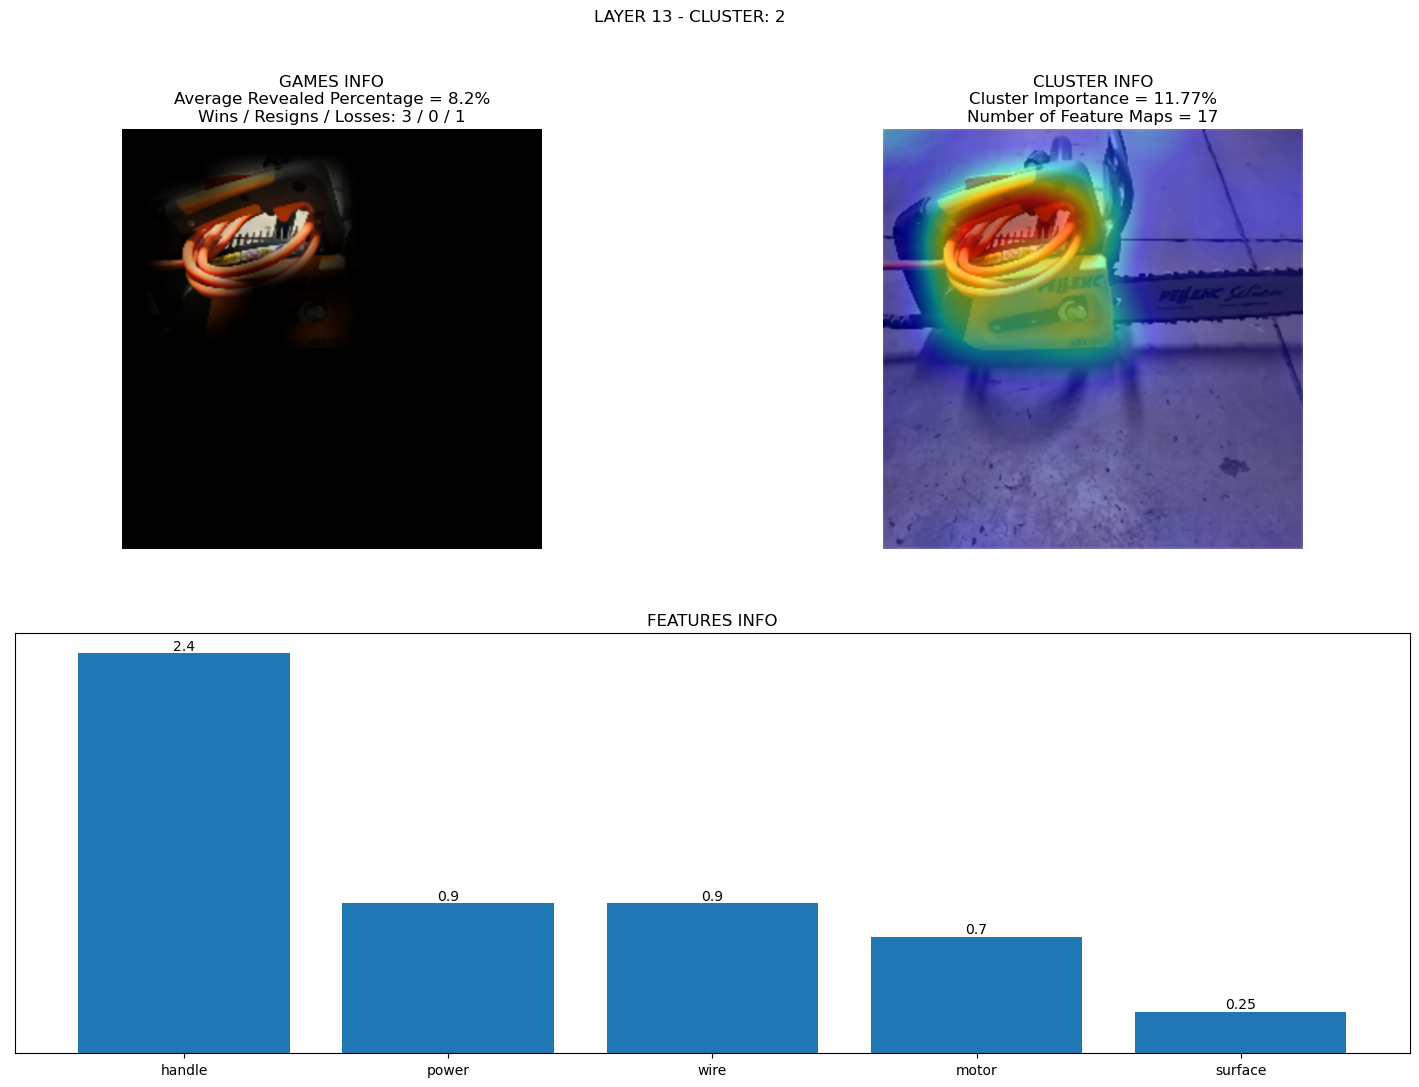 LAYER 13 - CLUSTER: 2
GAMES INFO
Average Revealed Percentage = 8.2%
Wins / Resigns / Losses: 3 / 0 / 1
CLUSTER INFO
Cluster Importance = 11.77%
Number of Feature Maps = 17
PELLENC
PELLENC Selion
FEATURES INFO
2.4
0.9
0.9
0.7
0.25
handle
power
wire
motor
surface